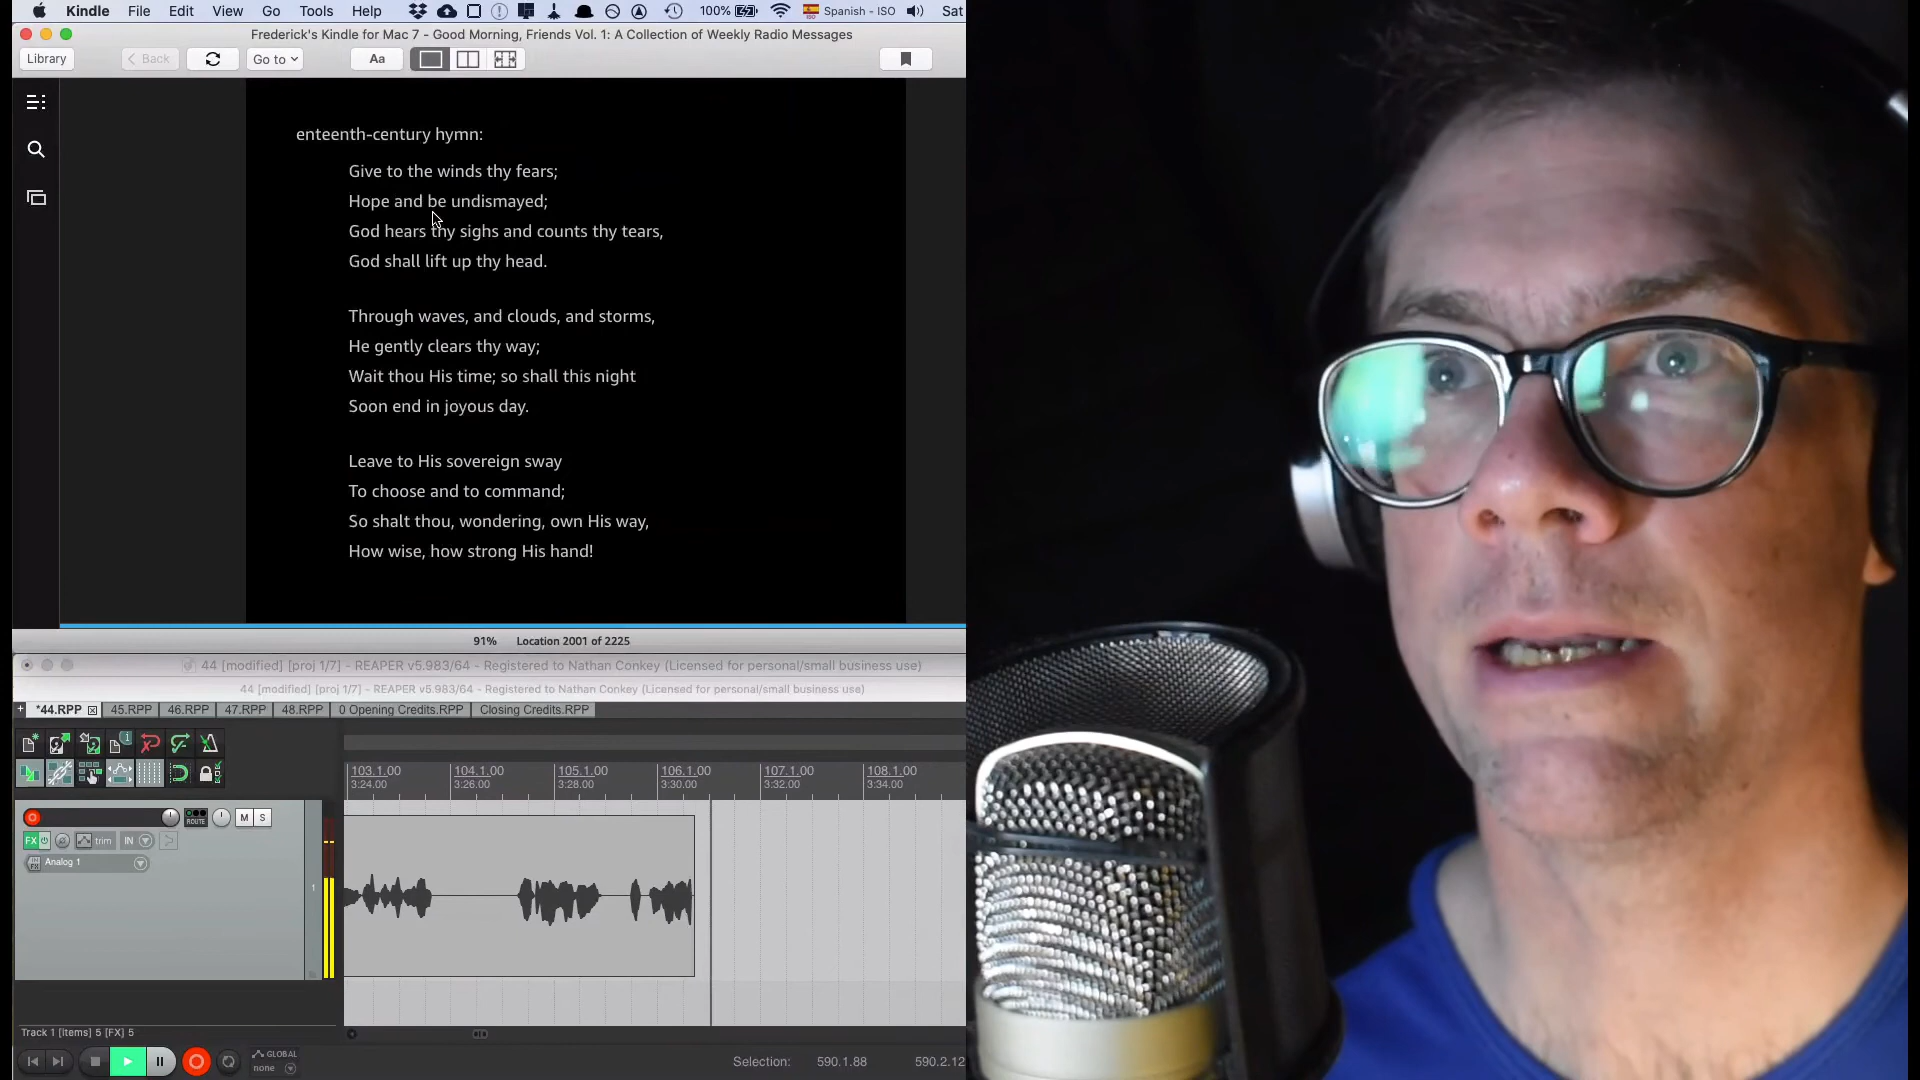 Kindle File Edit View Go Tools Help 100% Spanish - ISO Sat
Frederick's Kindle for Mac 7 - Good Morning, Friends Vol. 1: A Collection of Weekly Radio Messages
Library Back Go to Aa
enteenth-century hymn:
Give to the winds thy fears;
Hope and be undismayed;
God hears thy sighs and counts thy tears,
God shall lift up thy head.
Through waves, and clouds, and storms,
He gently clears thy way;
Wait thou His time; so shall this night
Soon end in joyous day.
Leave to His sovereign sway
To choose and to command;
So shalt thou, wondering, own His way,
How wise, how strong His hand!
91% Location 2001 of 2225
44 [modified] [proj 1/7] - REAPER v5.983/64 - Registered to Nathan Conkey (Licensed for personal/small business use)
44 [modified] [proj 1/7] - REAPER v5.983/64 - Registered to Nathan Conkey (Licensed for personal/small business use)
+ *44.RPP 45.RPP 46.RPP 47.RPP 48.RPP 0 Opening Credits.RPP Closing Credits.RPP
103.1.00 104.1.00 105.1.00 106.1.00 107.1.00 108.1.00
3:24.00 3:26.00 3:28.00 3:30.00 3:32.00 3:34.00
ROUTE M S
FX trim IN
Analog 1
1
Track 1 [Items] 5 [FX] 5
GLOBAL
none
Selection: 590.1.88 590.2.12